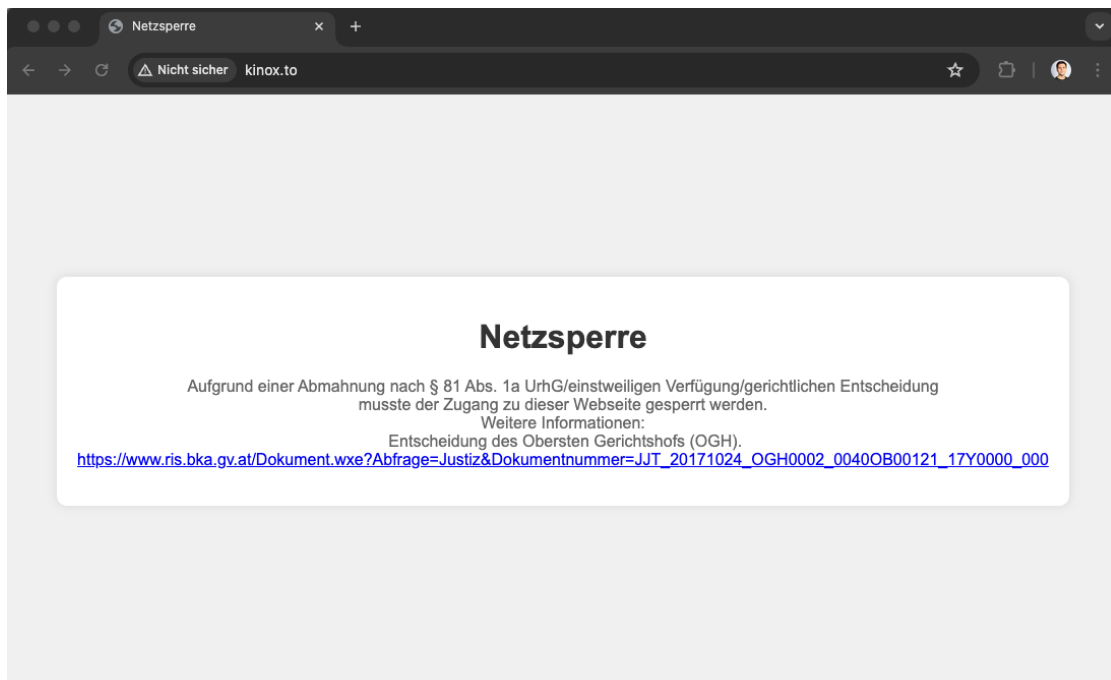 Netzsperre
Nicht sicher kinox.to
Netzsperre
Aufgrund einer Abmahnung nach § 81 Abs. 1a UrhG/einstweiligen Verfügung/gerichtlichen Entscheidung
musste der Zugang zu dieser Webseite gesperrt werden.
Weitere Informationen:
Entscheidung des Obersten Gerichtshofs (OGH).
https://www.ris.bka.gv.at/Dokument.wxe?Abfrage=Justiz&Dokumentnummer=JJT_20171024_OGH0002_0040OB00121_17Y0000_000